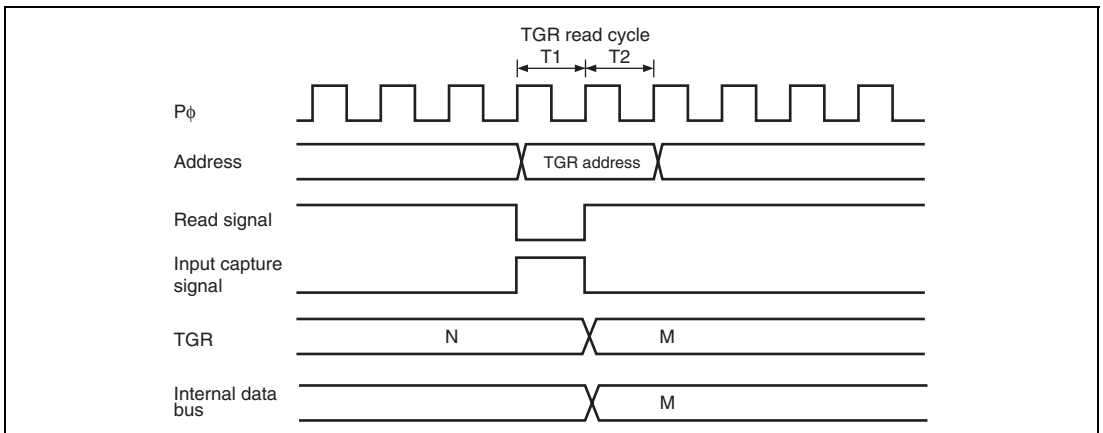 TGR read cycle
T1 T2
Pϕ
Address
TGR address
Read signal
Input capture
signal
TGR
N
M
Internal data
bus
M